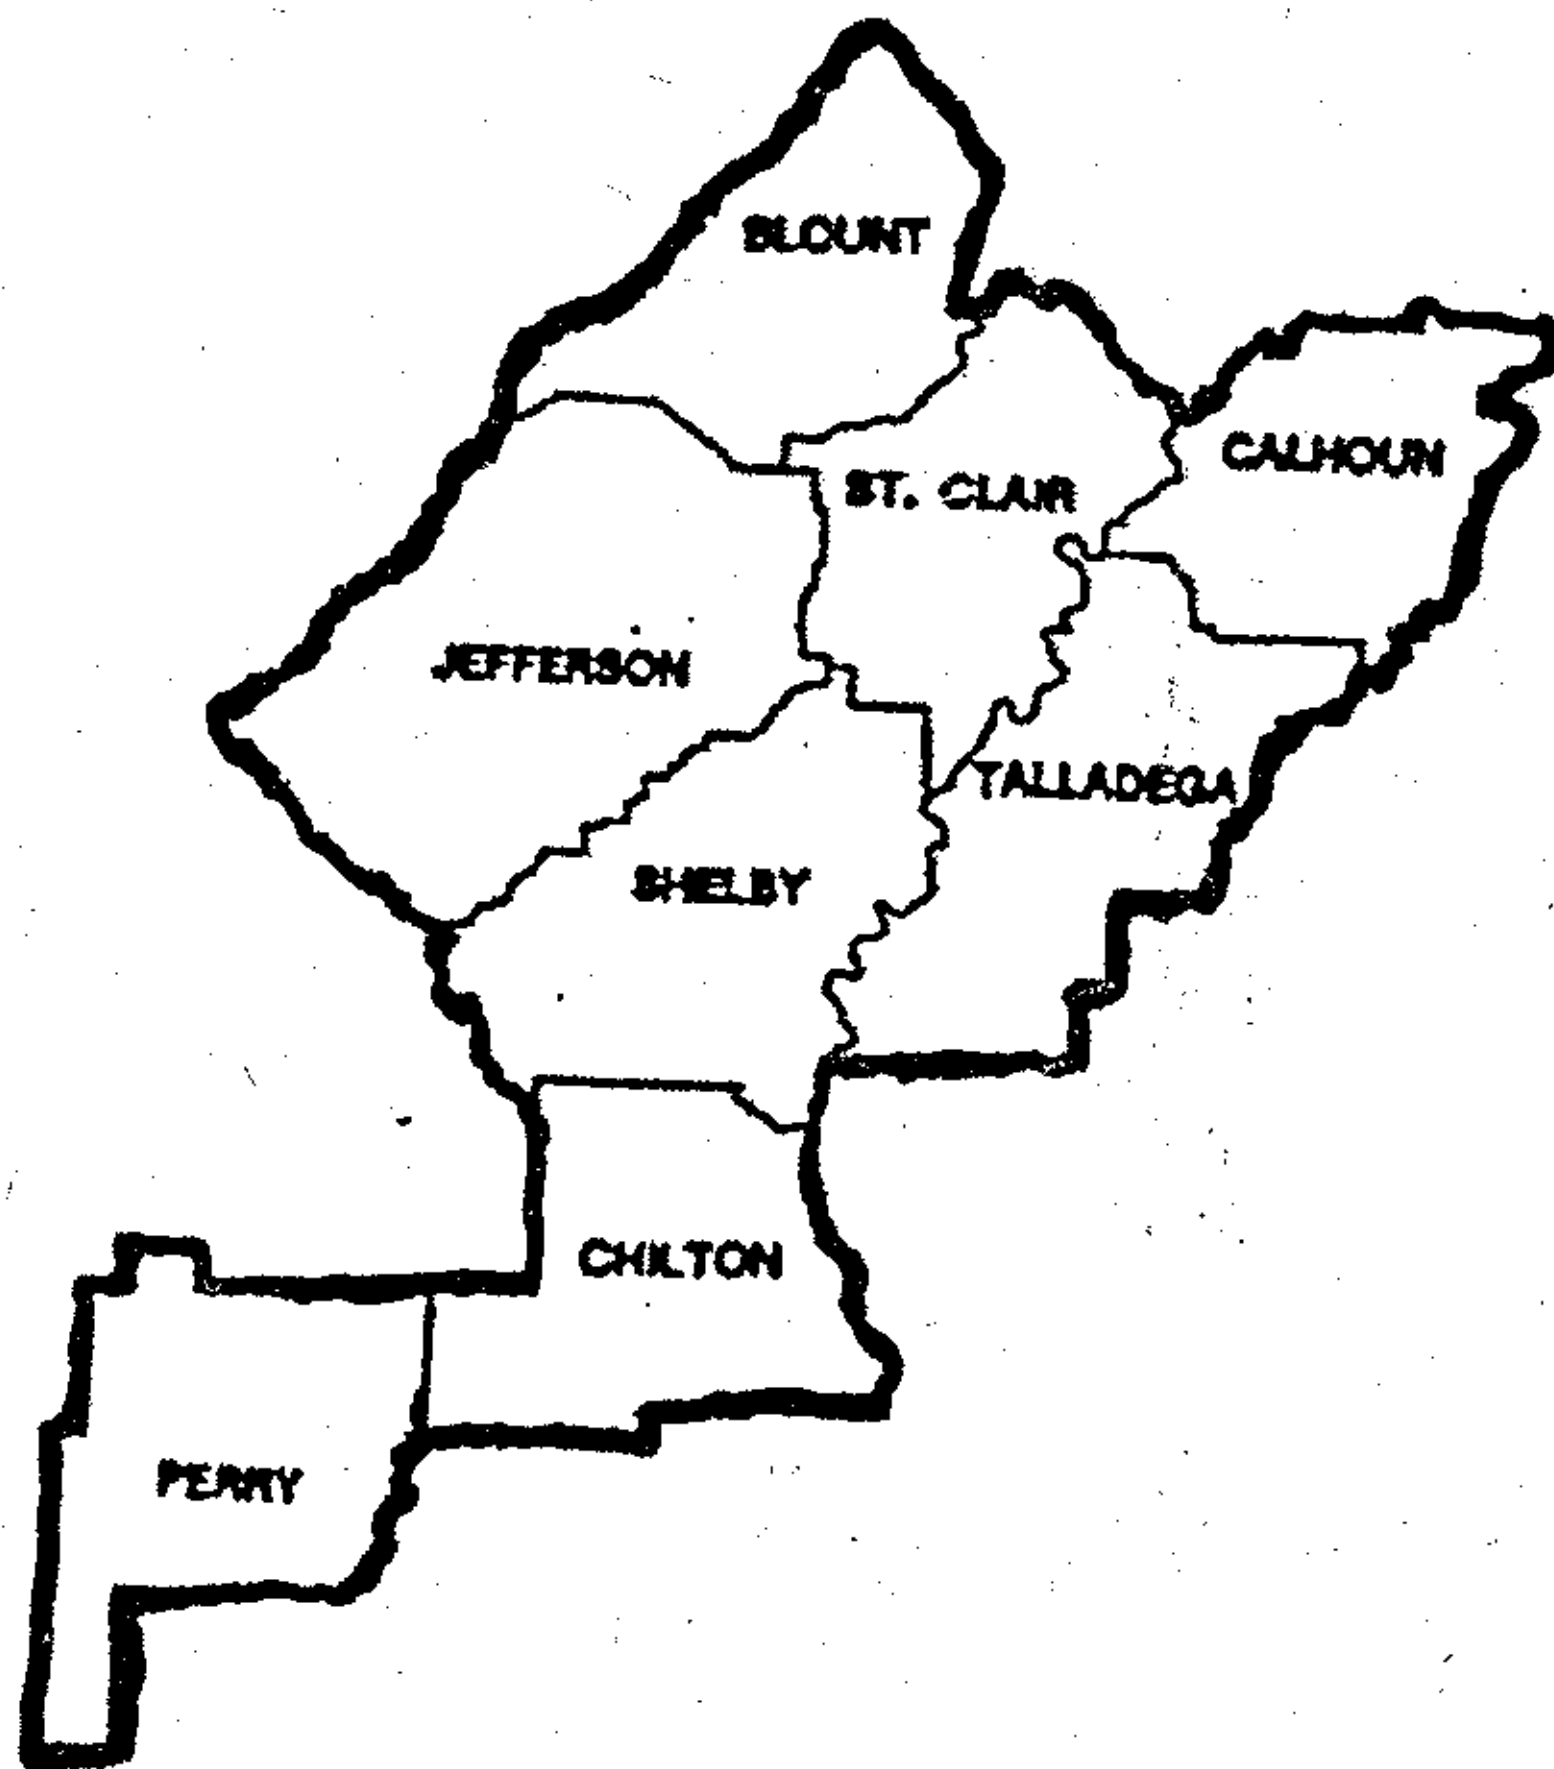 BLOUNT
CALHOUN
ST. CLAIR
JEFFERSON
TALLADEGA
SHELBY
CHILTON
PERRY